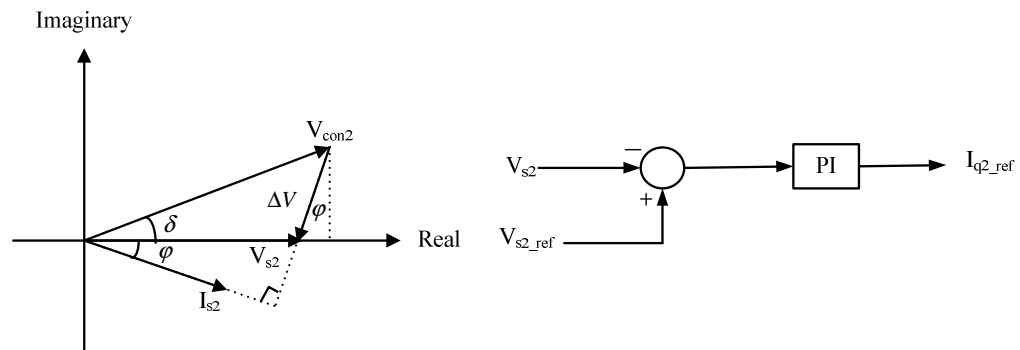 Imaginary
V_con2
ΔV
φ
δ
Real
φ
V_s2
I_s2
−
V_s2
PI
I_q2_ref
+
V_s2_ref